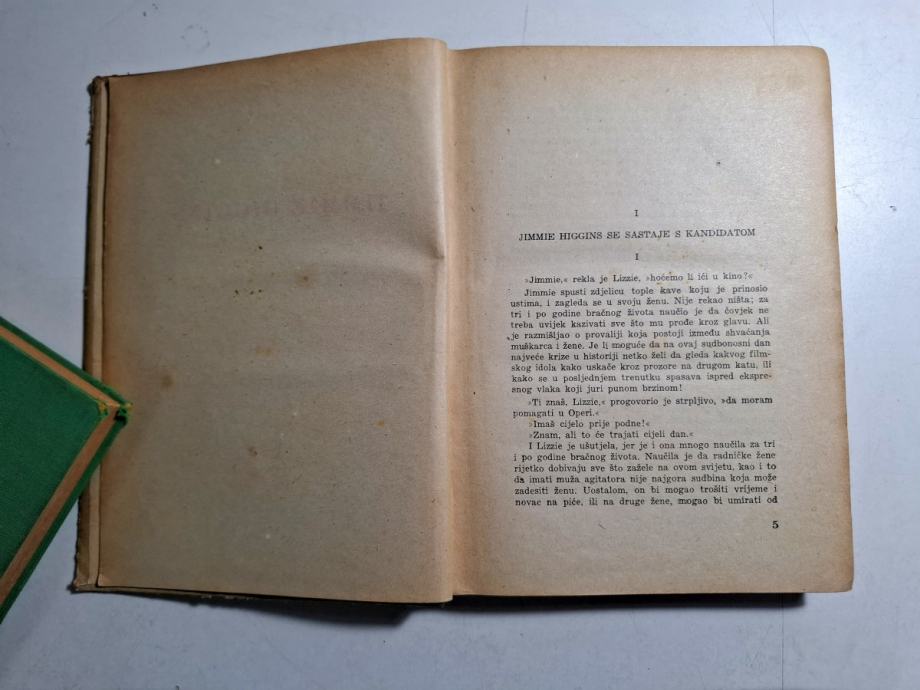 I
JIMMIE HIGGINS SE SASTAJE S KANDIDATOM
I
»Jimmie,« rekla je Lizzie, »hoćemo li ići u kino?«
Jimmie spusti zdjelicu tople kave koju je prinosio
ustima, i zagleda se u svoju ženu. Nije rekao ništa; za
tri i po godine bračnog života naučio je da čovjek ne
treba uvijek kazivati sve što mu prođe kroz glavu. Ali
je razmišljao o provaliji koja postoji između shvaćanja
muškarca i žene. Je li moguće da na ovaj sudbonosni dan
najveće krize u historiji netko želi da gleda kakvog film-
skog idola kako uskače kroz prozore na drugom katu, ili
kako se u posljednjem trenutku spasava ispred ekspre-
snog vlaka koji juri punom brzinom!
»Ti znaš, Lizzie,« progovorio je strpljivo, »da moram
pomagati u Operi.«
»Imaš cijelo prije podne!«
»Znam, ali to će trajati cijeli dan.«
I Lizzie je ušutjela, jer je i ona mnogo naučila za tri
i po godine bračnog života. Naučila je da radničke žene
rijetko dobivaju sve što zažele na ovom svijetu, kao i to
da imati muža agitatora nije najgora sudbina koja može
zadesiti ženu. Uostalom, on bi mogao trošiti vrijeme i
novac na piće, ili na druge žene, mogao bi umirati od
5